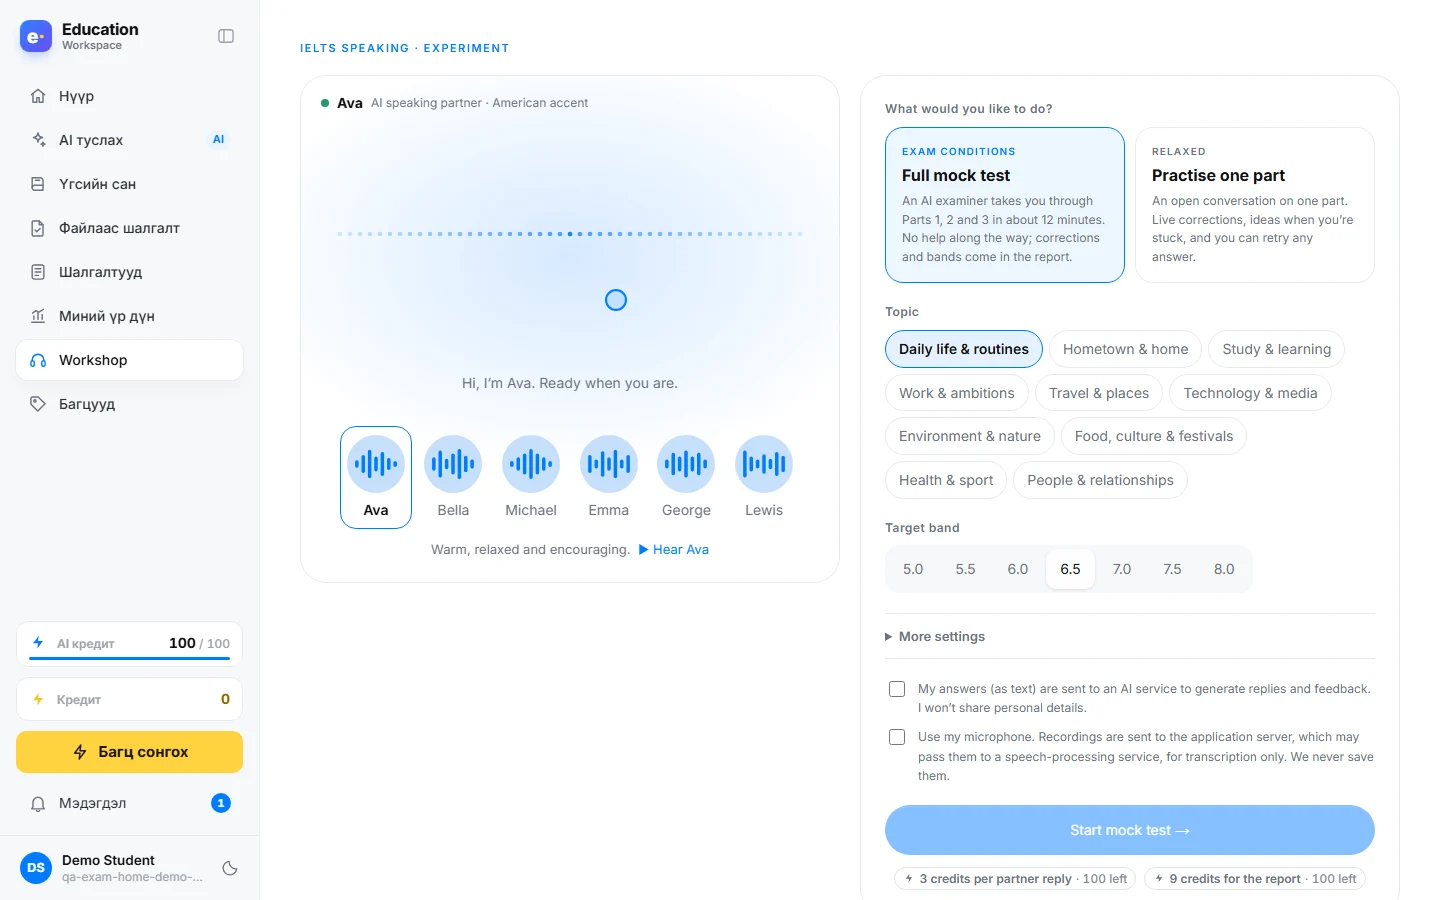 e
Education
Workspace
Нүүр
AI туслах
AI
Үгсийн сан
Файлаас шалгалт
Шалгалтууд
Миний үр дүн
Workshop
Багцууд
AI кредит
100 / 100
Кредит
0
Багц сонгох
Мэдэгдэл
1
DS
Demo Student
qa-exam-home-demo-...
IELTS SPEAKING · EXPERIMENT
Ava AI speaking partner · American accent
Hi, I’m Ava. Ready when you are.
Ava
Bella
Michael
Emma
George
Lewis
Warm, relaxed and encouraging. ▶ Hear Ava
What would you like to do?
EXAM CONDITIONS
Full mock test
An AI examiner takes you through
Parts 1, 2 and 3 in about 12 minutes.
No help along the way; corrections
and bands come in the report.
RELAXED
Practise one part
An open conversation on one part.
Live corrections, ideas when you’re
stuck, and you can retry any
answer.
Topic
Daily life & routines
Hometown & home
Study & learning
Work & ambitions
Travel & places
Technology & media
Environment & nature
Food, culture & festivals
Health & sport
People & relationships
Target band
5.0
5.5
6.0
6.5
7.0
7.5
8.0
More settings
My answers (as text) are sent to an AI service to generate replies and feedback.
I won’t share personal details.
Use my microphone. Recordings are sent to the application server, which may
pass them to a speech-processing service, for transcription only. We never save
them.
Start mock test →
3 credits per partner reply · 100 left
9 credits for the report · 100 left